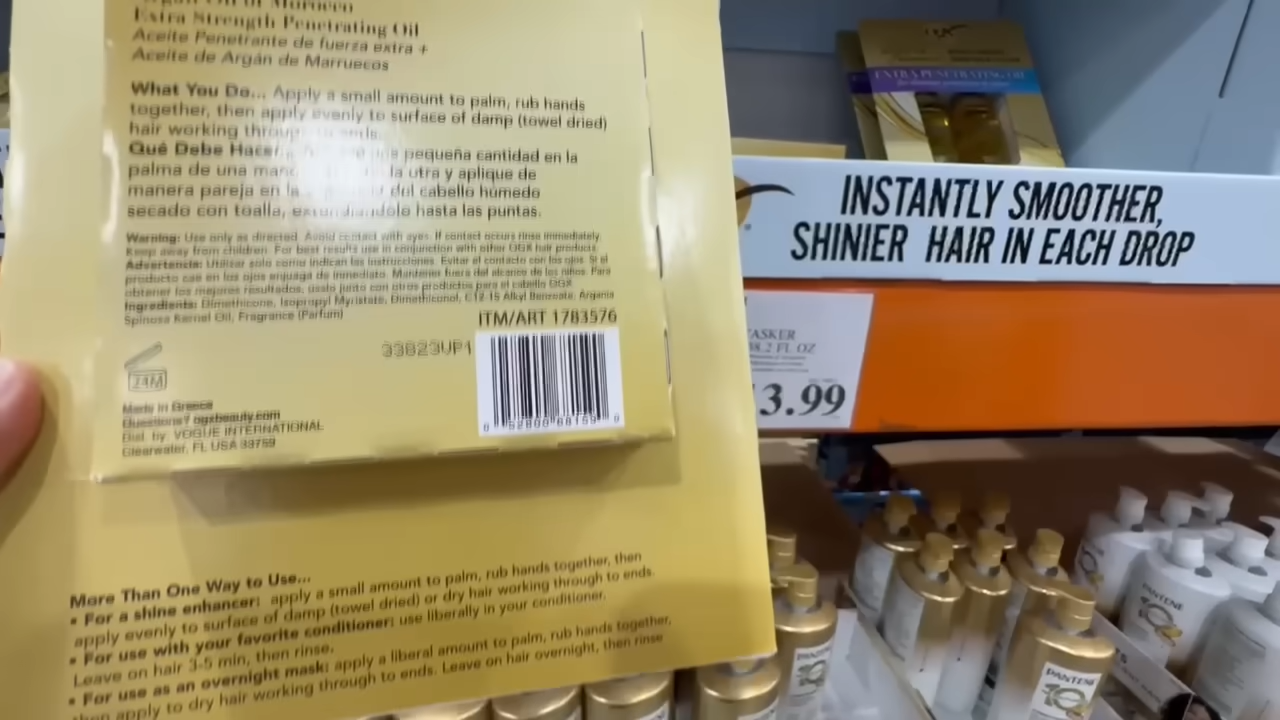 Argan Oil of Morocco
Extra Strength Penetrating Oil
Aceite Penetrante de fuerza extra +
Aceite de Argán de Marruecos
What You Do... Apply a small amount to palm, rub hands
together, then apply evenly to surface of damp (towel dried)
hair working through to ends.
Qué Debe Hacer: una pequeña cantidad en la
palma de una mano la otra y aplique de
manera pareja en la del cabello húmedo
secado con toalla, extendiéndolo hasta las puntas.
Warning: Use only as directed. Avoid contact with eyes. If contact occurs rinse immediately.
Keep away from children. For best results use in conjunction with other OGX hair products.
Advertencia: Utilizar solo como indican las instrucciones. Evitar el contacto con los ojos. Si el
producto cae en los ojos enjuaga de inmediato. Mantener fuera del alcance de los niños. Para
obtener los mejores resultados, úsalo junto con otros productos para el cabello OGX
Ingredients: Dimethicone, Isopropyl Myristate, Dimethiconol, C12-15 Alkyl Benzoate, Argania
Spinosa Kernel Oil, Fragrance (Parfum)
ITM/ART 1783576
33823UP1
24M
0 52800 68159 0
Made in Greece
Questions? ogxbeauty.com
Dist. by VOGUE INTERNATIONAL
Clearwater, FL USA 33759
More Than One Way to Use...
• For a shine enhancer: apply a small amount to palm, rub hands together, then
apply evenly to surface of damp (towel dried) or dry hair working through to ends.
• For use with your favorite conditioner: use liberally in your conditioner.
Leave on hair 3-5 min, then rinse.
• For use as an overnight mask: apply a liberal amount to palm, rub hands together,
then apply to dry hair working through to ends. Leave on hair overnight, then rinse
EXTRA PENETRATING OIL
INSTANTLY SMOOTHER,
SHINIER HAIR IN EACH DROP
ASKER
8.2 FL OZ
3.99
PANTENE
PANTENE
PANTENE